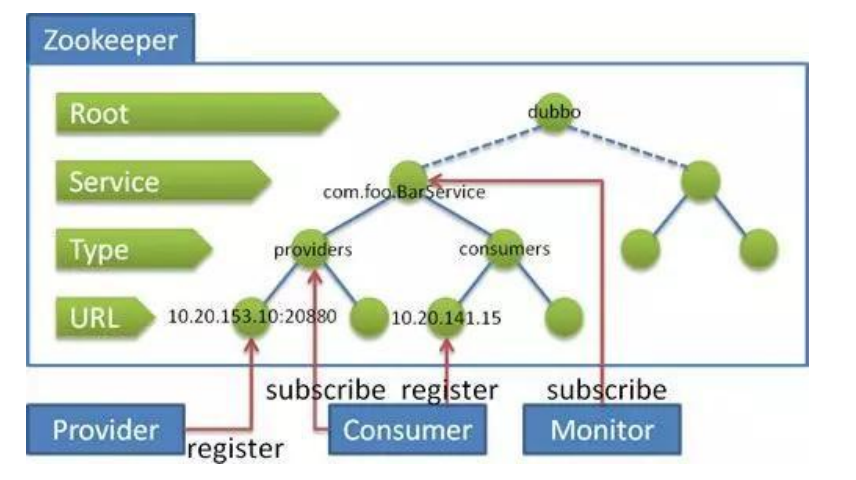 Zookeeper
Root
dubbo
Service
com.foo.BarService
Type
providers
consumers
URL
10.20.153.10:20880
10.20.141.15
subscribe
register
subscribe
Provider
register
Consumer
Monitor